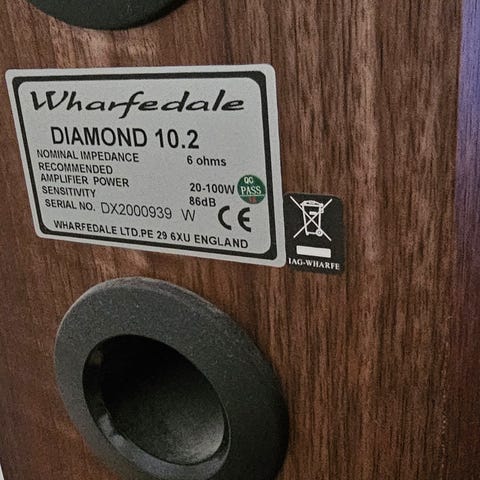 Wharfedale
DIAMOND 10.2
NOMINAL IMPEDANCE 6 ohms
RECOMMENDED
AMPLIFIER POWER 20-100W
SENSITIVITY 86dB
SERIAL NO. DX2000939 W
QC
PASS
CE
WHARFEDALE LTD.PE 29 6XU ENGLAND
IAG-WHARFE